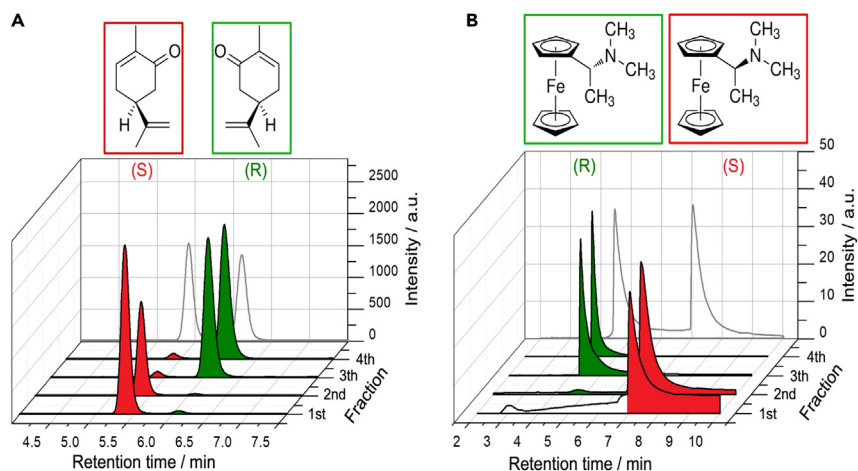 A
O
H
(S)
O
H
(R)
2500
2000
1500
1000
500
0
Intensity / a.u.
4th
3th
2nd
1st
Fraction
4.5 5.0 5.5 6.0 6.5 7.0 7.5
Retention time / min
B
Fe
CH3
N
CH3
CH3
(R)
Fe
CH3
N
CH3
CH3
(S)
50
40
30
20
10
0
Intensity / a.u.
4th
3th
2nd
1st
Fraction
2 3 4 5 6 7 8 9 10
Retention time / min